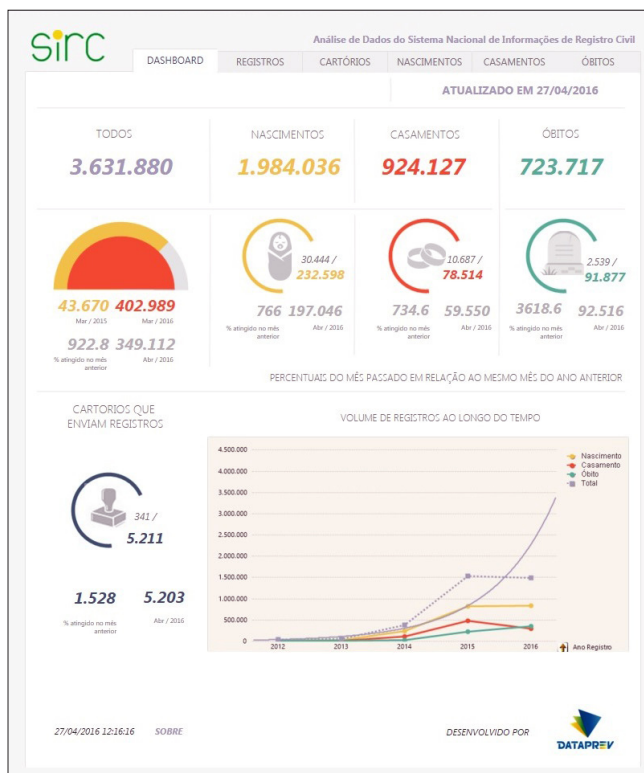 sirc
Análise de Dados do Sistema Nacional de Informações de Registro Civil
DASHBOARD REGISTROS CARTÓRIOS NASCIMENTOS CASAMENTOS ÓBITOS
ATUALIZADO EM 27/04/2016
TODOS NASCIMENTOS CASAMENTOS ÓBITOS
3.631.880 1.984.036 924.127 723.717
30.444 / 10.687 / 2.539 /
232.598 78.514 91.877
43.670 402.989
Mar / 2015 Mar / 2016
766 197.046 734.6 59.550 3618.6 92.516
% atingido no mês anterior Abr / 2016 % atingido no mês anterior Abr / 2016 % atingido no mês anterior Abr / 2016
922.8 349.112
% atingido no mês anterior Abr / 2016
PERCENTUAIS DO MÊS PASSADO EM RELAÇÃO AO MESMO MÊS DO ANO ANTERIOR
CARTORIOS QUE
ENVIAM REGISTROS
341 /
5.211
1.528 5.203
% atingido no mês anterior Abr / 2016
VOLUME DE REGISTROS AO LONGO DO TEMPO
4.500.000
4.000.000
3.500.000
3.000.000
2.500.000
2.000.000
1.500.000
1.000.000
500.000
0
2012 2013 2014 2015 2016
Ano Registro
Nascimento
Casamento
Óbito
Total
27/04/2016 12:16:16 SOBRE
DESENVOLVIDO POR
DATAPREV